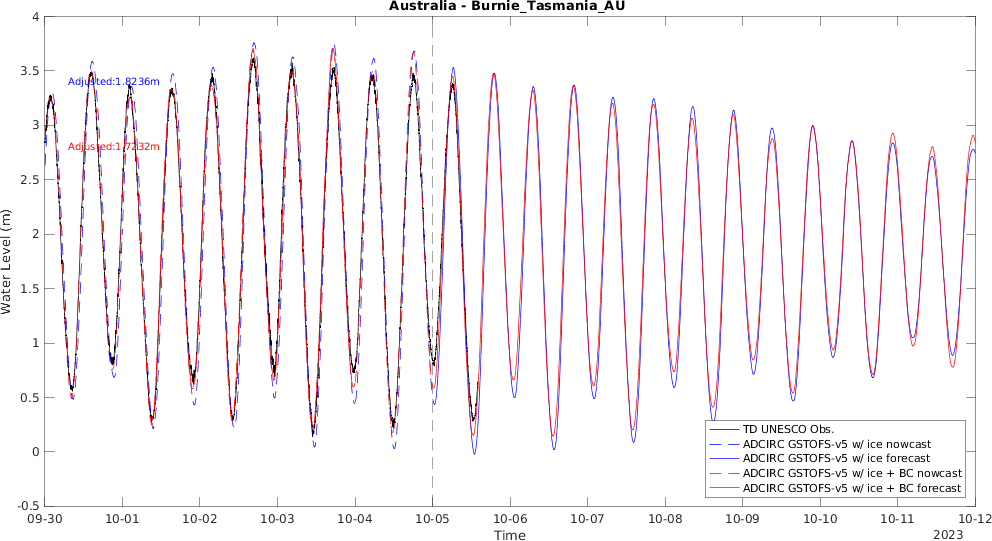 Australia - Burnie_Tasmania_AU
4
3.5
3
2.5
2
1.5
1
0.5
0
-0.5
Water Level (m)
Adjusted:1.8236m
Adjusted:1.7232m
TD UNESCO Obs.
ADCIRC GSTOFS-v5 w/ ice nowcast
ADCIRC GSTOFS-v5 w/ ice forecast
ADCIRC GSTOFS-v5 w/ ice + BC nowcast
ADCIRC GSTOFS-v5 w/ ice + BC forecast
09-30 10-01 10-02 10-03 10-04 10-05 10-06 10-07 10-08 10-09 10-10 10-11 10-12
Time
2023